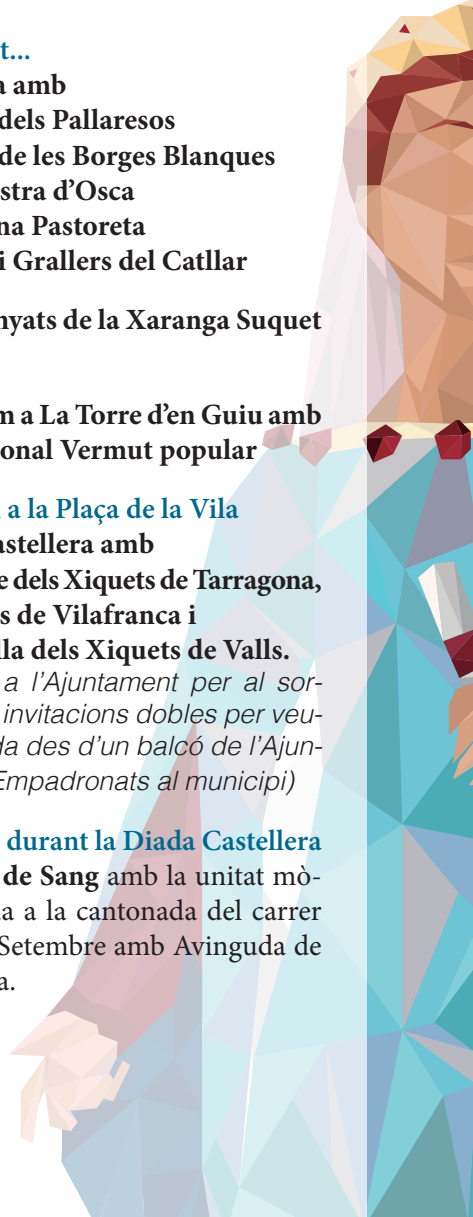 t...
a amb
dels Pallaresos
de les Borges Blanques
stra d’Osca
na Pastoreta
i Grallers del Catllar
nyats de la Xaranga Suquet
m a La Torre d’en Guiu amb
onal Vermut popular
a la Plaça de la Vila
astellera amb
e dels Xiquets de Tarragona,
s de Vilafranca i
lla dels Xiquets de Valls.
a l’Ajuntament per al sor-
invitacions dobles per veu-
da des d’un balcó de l’Ajun-
Empadronats al municipi)
durant la Diada Castellera
de Sang amb la unitat mò-
da a la cantonada del carrer
Setembre amb Avinguda de
a.